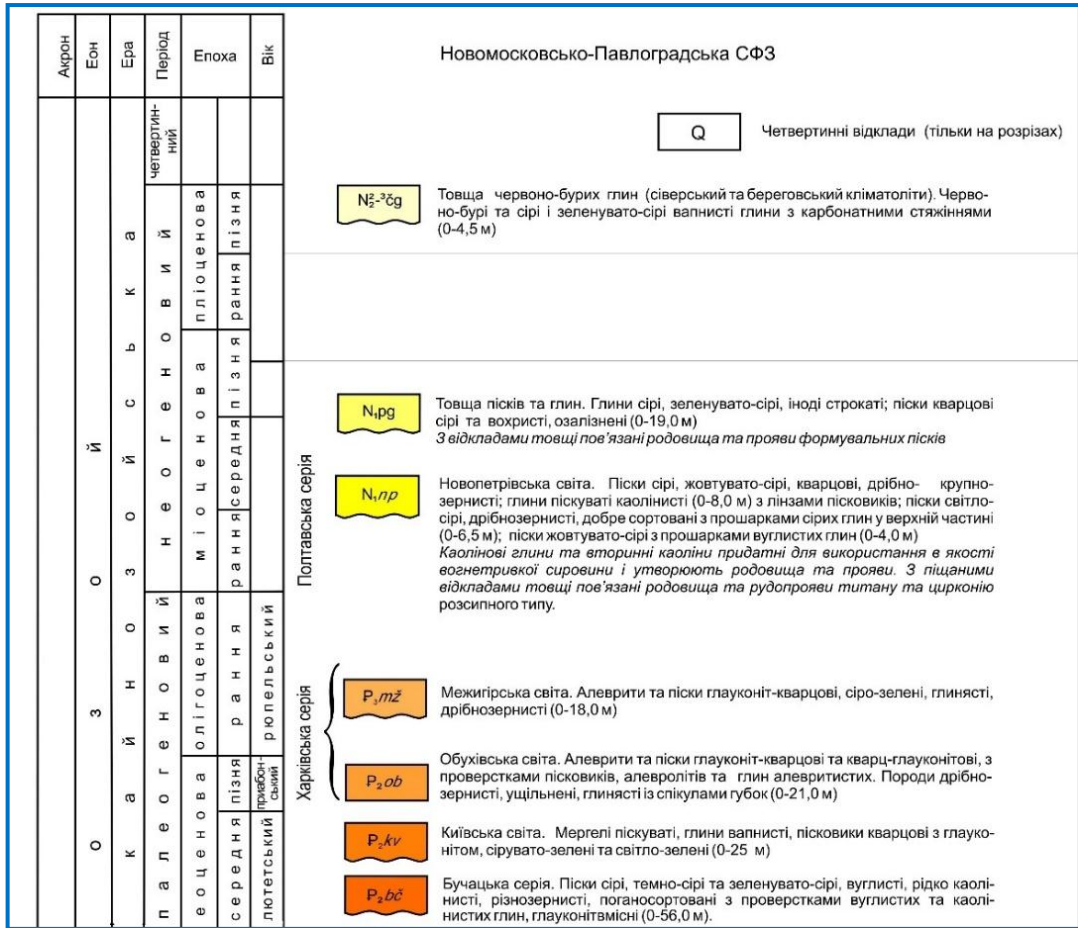 Акрон
Еон
Ера
Період
Епоха
Вік
Новомосковсько-Павлоградська СФЗ
фанерозой
кайнозойська
четвертин-
ний
неогеновий
палеогеновий
пліоценова
міоценова
олігоценова
еоценова
пізня
рання
пізня
середня
рання
рання
пізня
середня
рюпельський
приабон-
ський
лютетський
Полтавська серія
Харківська серія
Q
Четвертинні відклади (тільки на розрізах)
N₂²-³čg
Товща червоно-бурих глин (сіверський та береговський кліматоліти). Черво-
но-бурі та сірі і зеленувато-сірі вапнисті глини з карбонатними стяжіннями
(0-4,5 м)
N₁pg
Товща пісків та глин. Глини сірі, зеленувато-сірі, іноді строкаті; піски кварцові
сірі та вохристі, озалізнені (0-19,0 м)
З відкладами товщі пов'язані родовища та прояви формувальних пісків
N₁np
Новопетрівська світа. Піски сірі, жовтувато-сірі, кварцові, дрібно- крупно-
зернисті; глини піскуваті каолінисті (0-8,0 м) з лінзами пісковиків; піски світло-
сірі, дрібнозернисті, добре сортовані з прошарками сірих глин у верхній частині
(0-6,5 м); піски жовтувато-сірі з прошарками вуглистих глин (0-4,0 м)
Каолінові глини та вторинні каоліни придатні для використання в якості
вогнетривкої сировини і утворюють родовища та прояви. З піщаними
відкладами товщі пов'язані родовища та рудопрояви титану та цирконію
розсипного типу.
₽₃mž
Межигірська світа. Алеврити та піски глауконіт-кварцові, сіро-зелені, глинясті,
дрібнозернисті (0-18,0 м)
P₂ob
Обухівська світа. Алеврити та піски глауконіт-кварцові та кварц-глауконітові, з
проверстками пісковиків, алевролітів та глин алевритистих. Породи дрібно-
зернисті, ущільнені, глинясті із спікулами губок (0-21,0 м)
₽₂kv
Київська світа. Мергелі піскуваті, глини вапнисті, пісковики кварцові з глауко-
нітом, сірувато-зелені та світло-зелені (0-25 м)
₽₂bč
Бучацька серія. Піски сірі, темно-сірі та зеленувато-сірі, вуглисті, рідко каолі-
нисті, різнозернисті, поганосортовані з проверстками вуглистих та каолі-
нистих глин, глауконітвмісні (0-56,0 м).